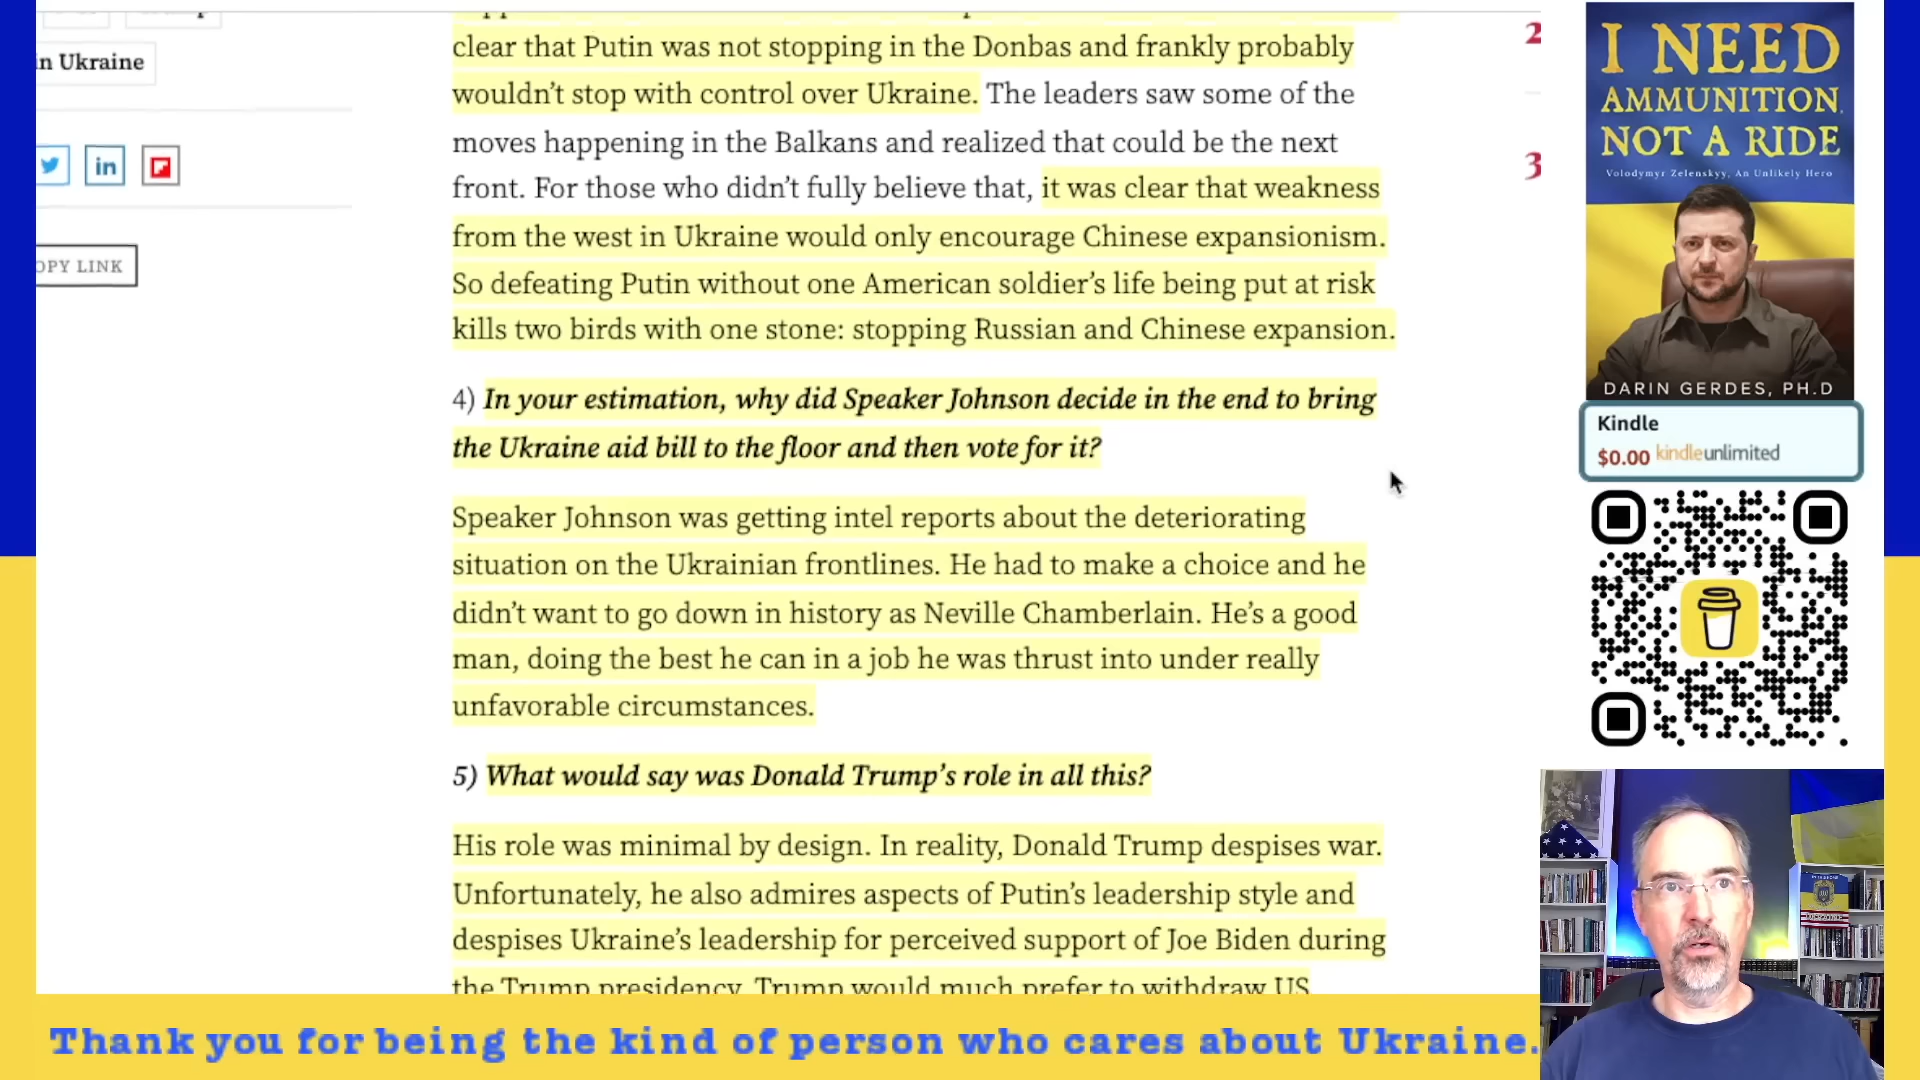 in Ukraine
in
OPY LINK
clear that Putin was not stopping in the Donbas and frankly probably
wouldn't stop with control over Ukraine. The leaders saw some of the
moves happening in the Balkans and realized that could be the next
front. For those who didn't fully believe that, it was clear that weakness
from the west in Ukraine would only encourage Chinese expansionism.
So defeating Putin without one American soldier's life being put at risk
kills two birds with one stone: stopping Russian and Chinese expansion.
4) In your estimation, why did Speaker Johnson decide in the end to bring
the Ukraine aid bill to the floor and then vote for it?
Speaker Johnson was getting intel reports about the deteriorating
situation on the Ukrainian frontlines. He had to make a choice and he
didn't want to go down in history as Neville Chamberlain. He's a good
man, doing the best he can in a job he was thrust into under really
unfavorable circumstances.
5) What would say was Donald Trump's role in all this?
His role was minimal by design. In reality, Donald Trump despises war.
Unfortunately, he also admires aspects of Putin's leadership style and
despises Ukraine's leadership for perceived support of Joe Biden during
the Trump presidency. Trump would much prefer to withdraw US
2
3
I NEED
AMMUNITION,
NOT A RIDE
Volodymyr Zelenskyy, An Unlikely Hero
DARIN GERDES, PH.D
Kindle
$0.00 kindleunlimited
Thank you for being the kind of person who cares about Ukraine.